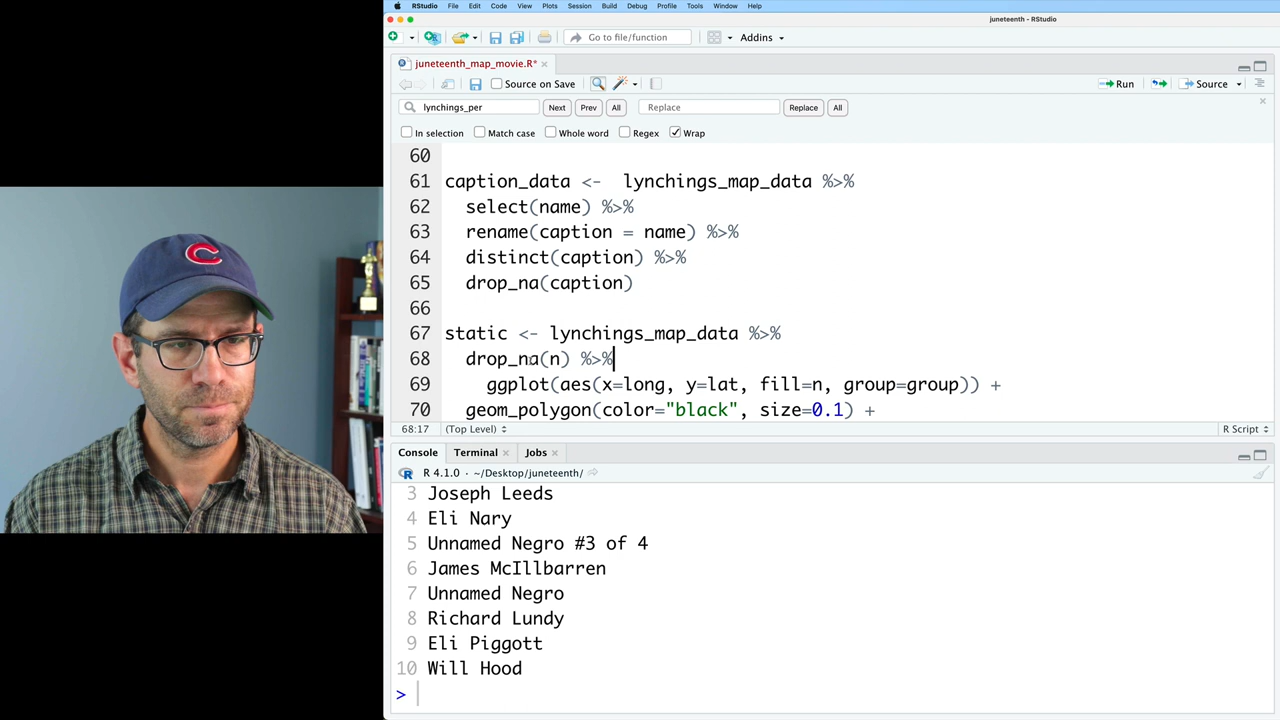 RStudio File Edit Code View Plots Session Build Debug Profile Tools Window Help
juneteenth - RStudio
Go to file/function Addins
juneteenth_map_movie.R*
Source on Save Run Source
lynchings_per Next Prev All Replace Replace All
In selection Match case Whole word Regex Wrap
60
61 caption_data <-  lynchings_map_data %>%
62 select(name) %>%
63 rename(caption = name) %>%
64 distinct(caption) %>%
65 drop_na(caption)
66
67 static <- lynchings_map_data %>%
68 drop_na(n) %>%
69 ggplot(aes(x=long, y=lat, fill=n, group=group)) +
70 geom_polygon(color="black", size=0.1) +
68:17 (Top Level) R Script
Console Terminal Jobs
R 4.1.0 · ~/Desktop/juneteenth/
3 Joseph Leeds
4 Eli Nary
5 Unnamed Negro #3 of 4
6 James McIllbarren
7 Unnamed Negro
8 Richard Lundy
9 Eli Piggott
10 Will Hood
>
C